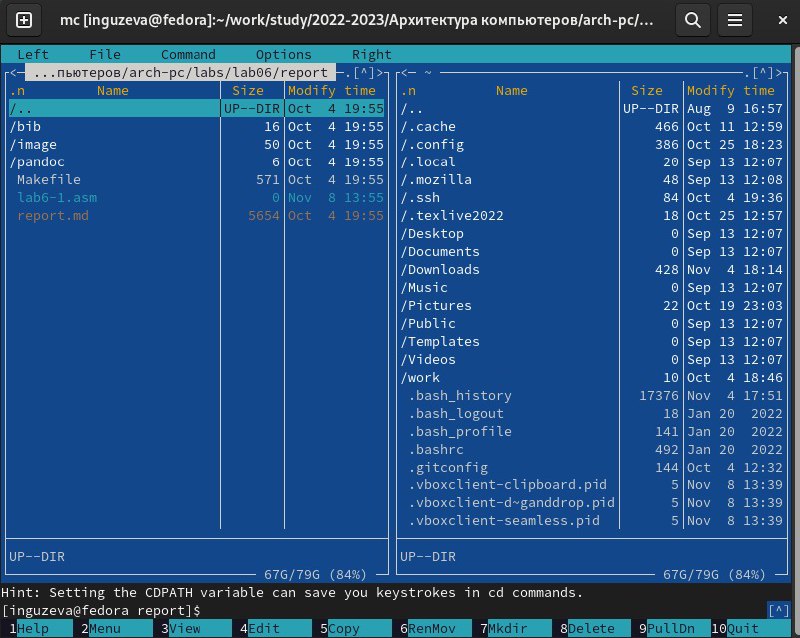 mc [inguzeva@fedora]:~/work/study/2022-2023/Архитектура компьютеров/arch-pc/...
Left File Command Options Right
<─ ...пьютеров/arch-pc/labs/lab06/report ─.[^]>
.n Name Size Modify time
/.. UP--DIR Oct 4 19:55
/bib 16 Oct 4 19:55
/image 50 Oct 4 19:55
/pandoc 6 Oct 4 19:55
Makefile 571 Oct 4 19:55
lab6-1.asm 0 Nov 8 13:55
report.md 5654 Oct 4 19:55
UP--DIR
67G/79G (84%)
<─ ~ ─.[^]>
.n Name Size Modify time
/.. UP--DIR Aug 9 16:57
/.cache 466 Oct 11 12:59
/.config 386 Oct 25 18:23
/.local 20 Sep 13 12:07
/.mozilla 48 Sep 13 12:08
/.ssh 84 Oct 4 19:36
/.texlive2022 18 Oct 25 12:57
/Desktop 0 Sep 13 12:07
/Documents 0 Sep 13 12:07
/Downloads 428 Nov 4 18:14
/Music 0 Sep 13 12:07
/Pictures 22 Oct 19 23:03
/Public 0 Sep 13 12:07
/Templates 0 Sep 13 12:07
/Videos 0 Sep 13 12:07
/work 10 Oct 4 18:46
.bash_history 17376 Nov 4 17:51
.bash_logout 18 Jan 20 2022
.bash_profile 141 Jan 20 2022
.bashrc 492 Jan 20 2022
.gitconfig 144 Oct 4 12:32
.vboxclient-clipboard.pid 5 Nov 8 13:39
.vboxclient-d~ganddrop.pid 5 Nov 8 13:39
.vboxclient-seamless.pid 5 Nov 8 13:39
UP--DIR
67G/79G (84%)
Hint: Setting the CDPATH variable can save you keystrokes in cd commands.
[inguzeva@fedora report]$ [^]
1Help 2Menu 3View 4Edit 5Copy 6RenMov 7Mkdir 8Delete 9PullDn 10Quit